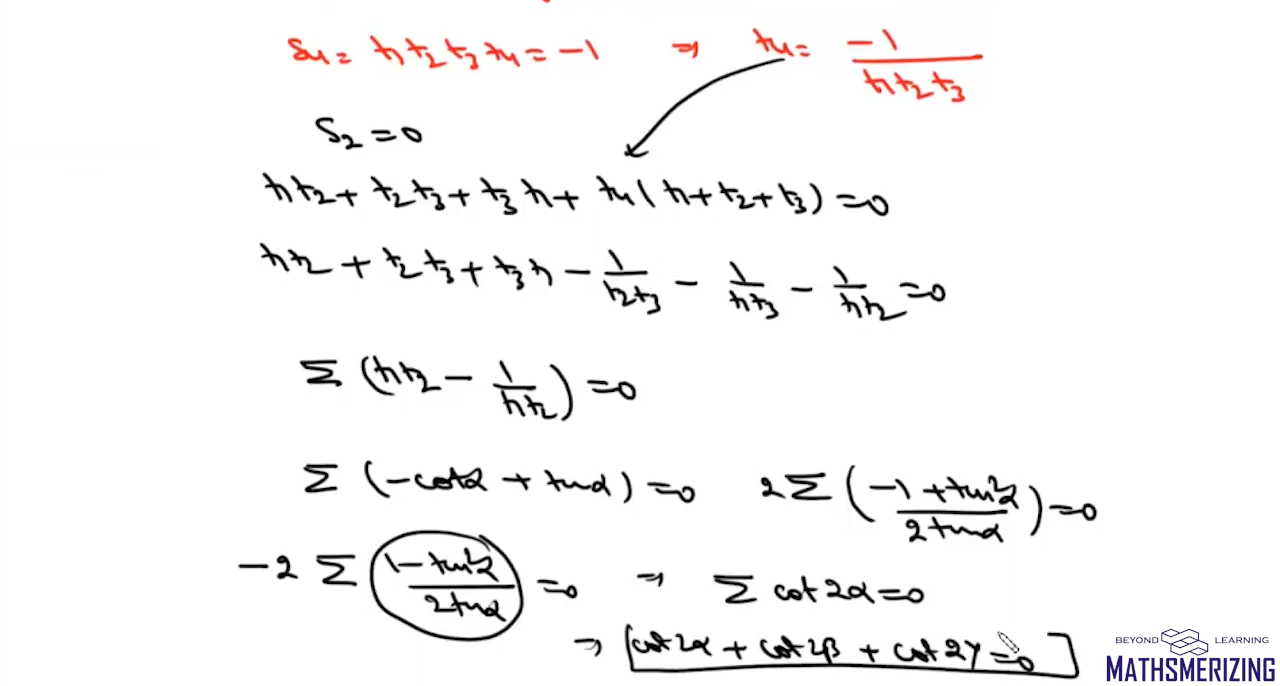 S₄ = t₁t₂t₃t₄ = -1 ⇒ t₄ = -1/(t₁t₂t₃)
S₂ = 0
t₁t₂ + t₂t₃ + t₃t₁ + t₄(t₁+t₂+t₃) = 0
t₁t₂ + t₂t₃ + t₃t₁ - 1/(t₂t₃) - 1/(t₁t₃) - 1/(t₁t₂) = 0
Σ (t₁t₂ - 1/(t₁t₂)) = 0
Σ (-cotα + tanα) = 0 2Σ ((-1 + tan²α)/(2tanα)) = 0
-2 Σ (1 - tan²α)/(2tanα) = 0 ⇒ Σ cot2α = 0
⇒ cot2α + cot2β + cot2γ = 0
BEYOND LEARNING
MATHSMERIZING